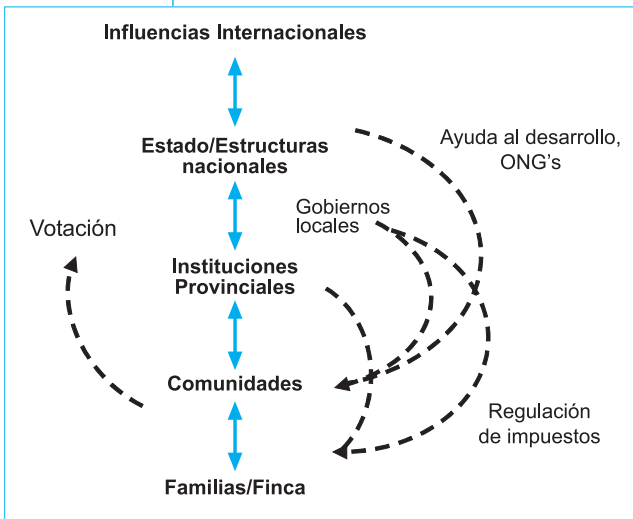 Influencias Internacionales
Estado/Estructuras
nacionales
Ayuda al desarrollo,
ONG's
Gobiernos
locales
Votación
Instituciones
Provinciales
Comunidades
Regulación
de impuestos
Familias/Finca